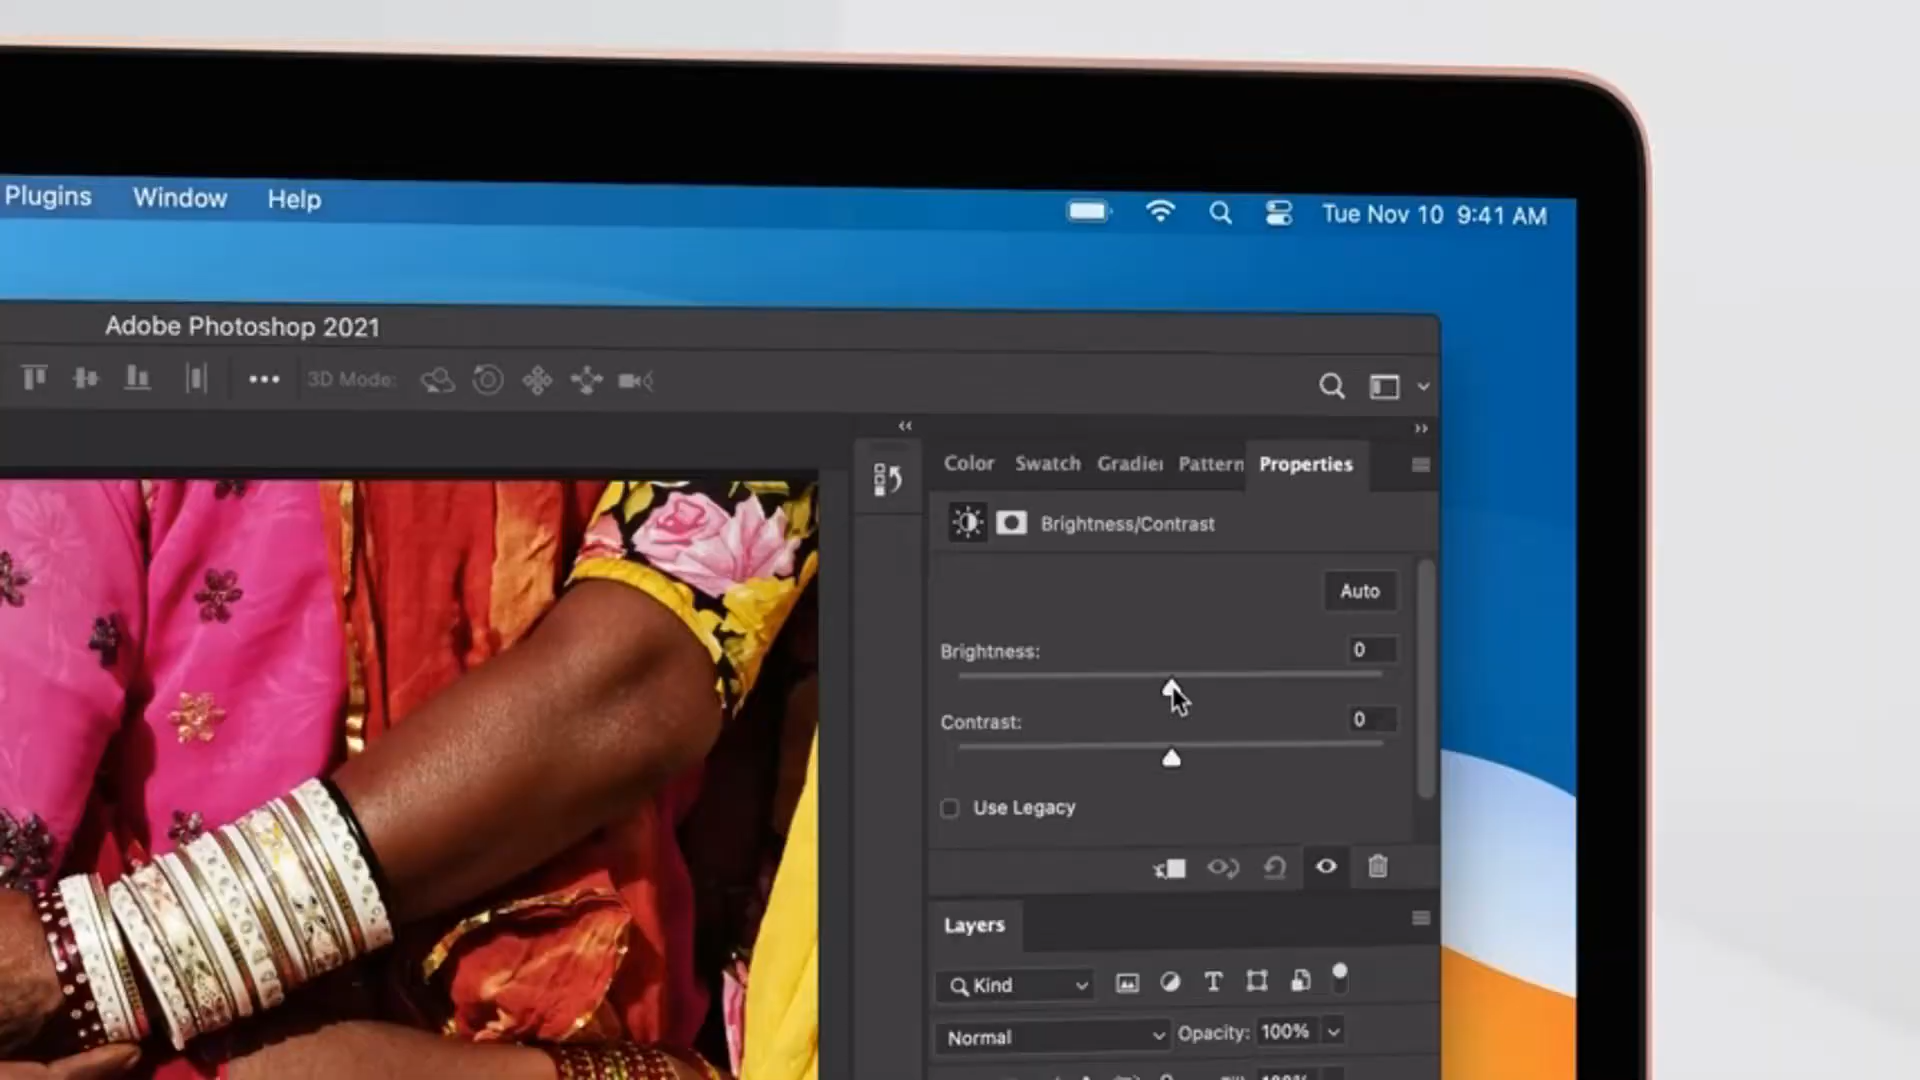 Plugins Window Help Tue Nov 10 9:41 AM
Adobe Photoshop 2021
3D Mode:
Color Swatch Gradie Pattern Properties
Brightness/Contrast
Auto
Brightness: 0
Contrast: 0
Use Legacy
Layers
Kind
Normal Opacity: 100%